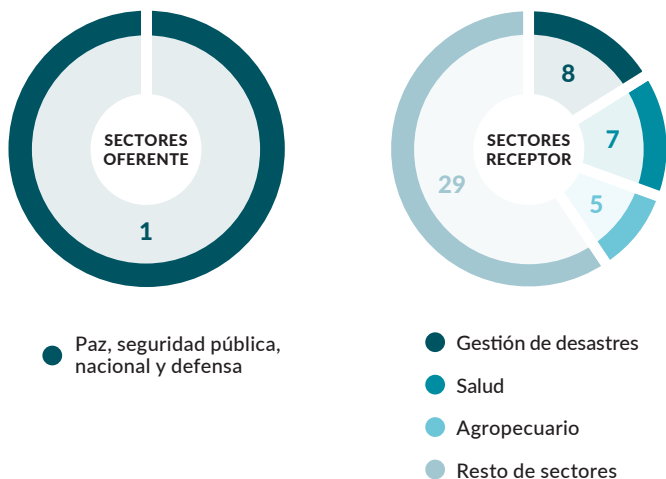 SECTORES
OFERENTE
1
Paz, seguridad pública,
nacional y defensa
SECTORES
RECEPTOR
8
7
5
29
Gestión de desastres
Salud
Agropecuario
Resto de sectores